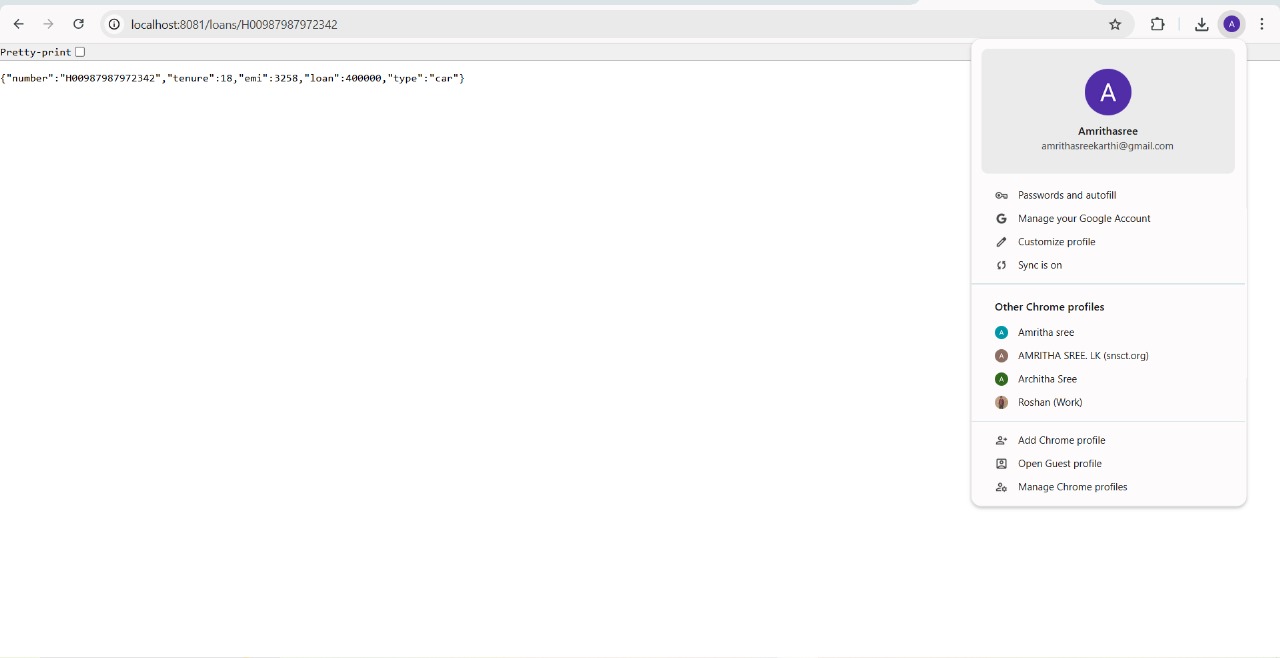 localhost:8081/loans/H00987987972342
A
Pretty-print
{"number":"H00987987972342","tenure":18,"emi":3258,"loan":400000,"type":"car"}
A
Amrithasree
amrithasreekarthi@gmail.com
Passwords and autofill
G Manage your Google Account
Customize profile
Sync is on
Other Chrome profiles
A Amritha sree
A AMRITHA SREE. LK (snsct.org)
A Architha Sree
Roshan (Work)
Add Chrome profile
Open Guest profile
Manage Chrome profiles